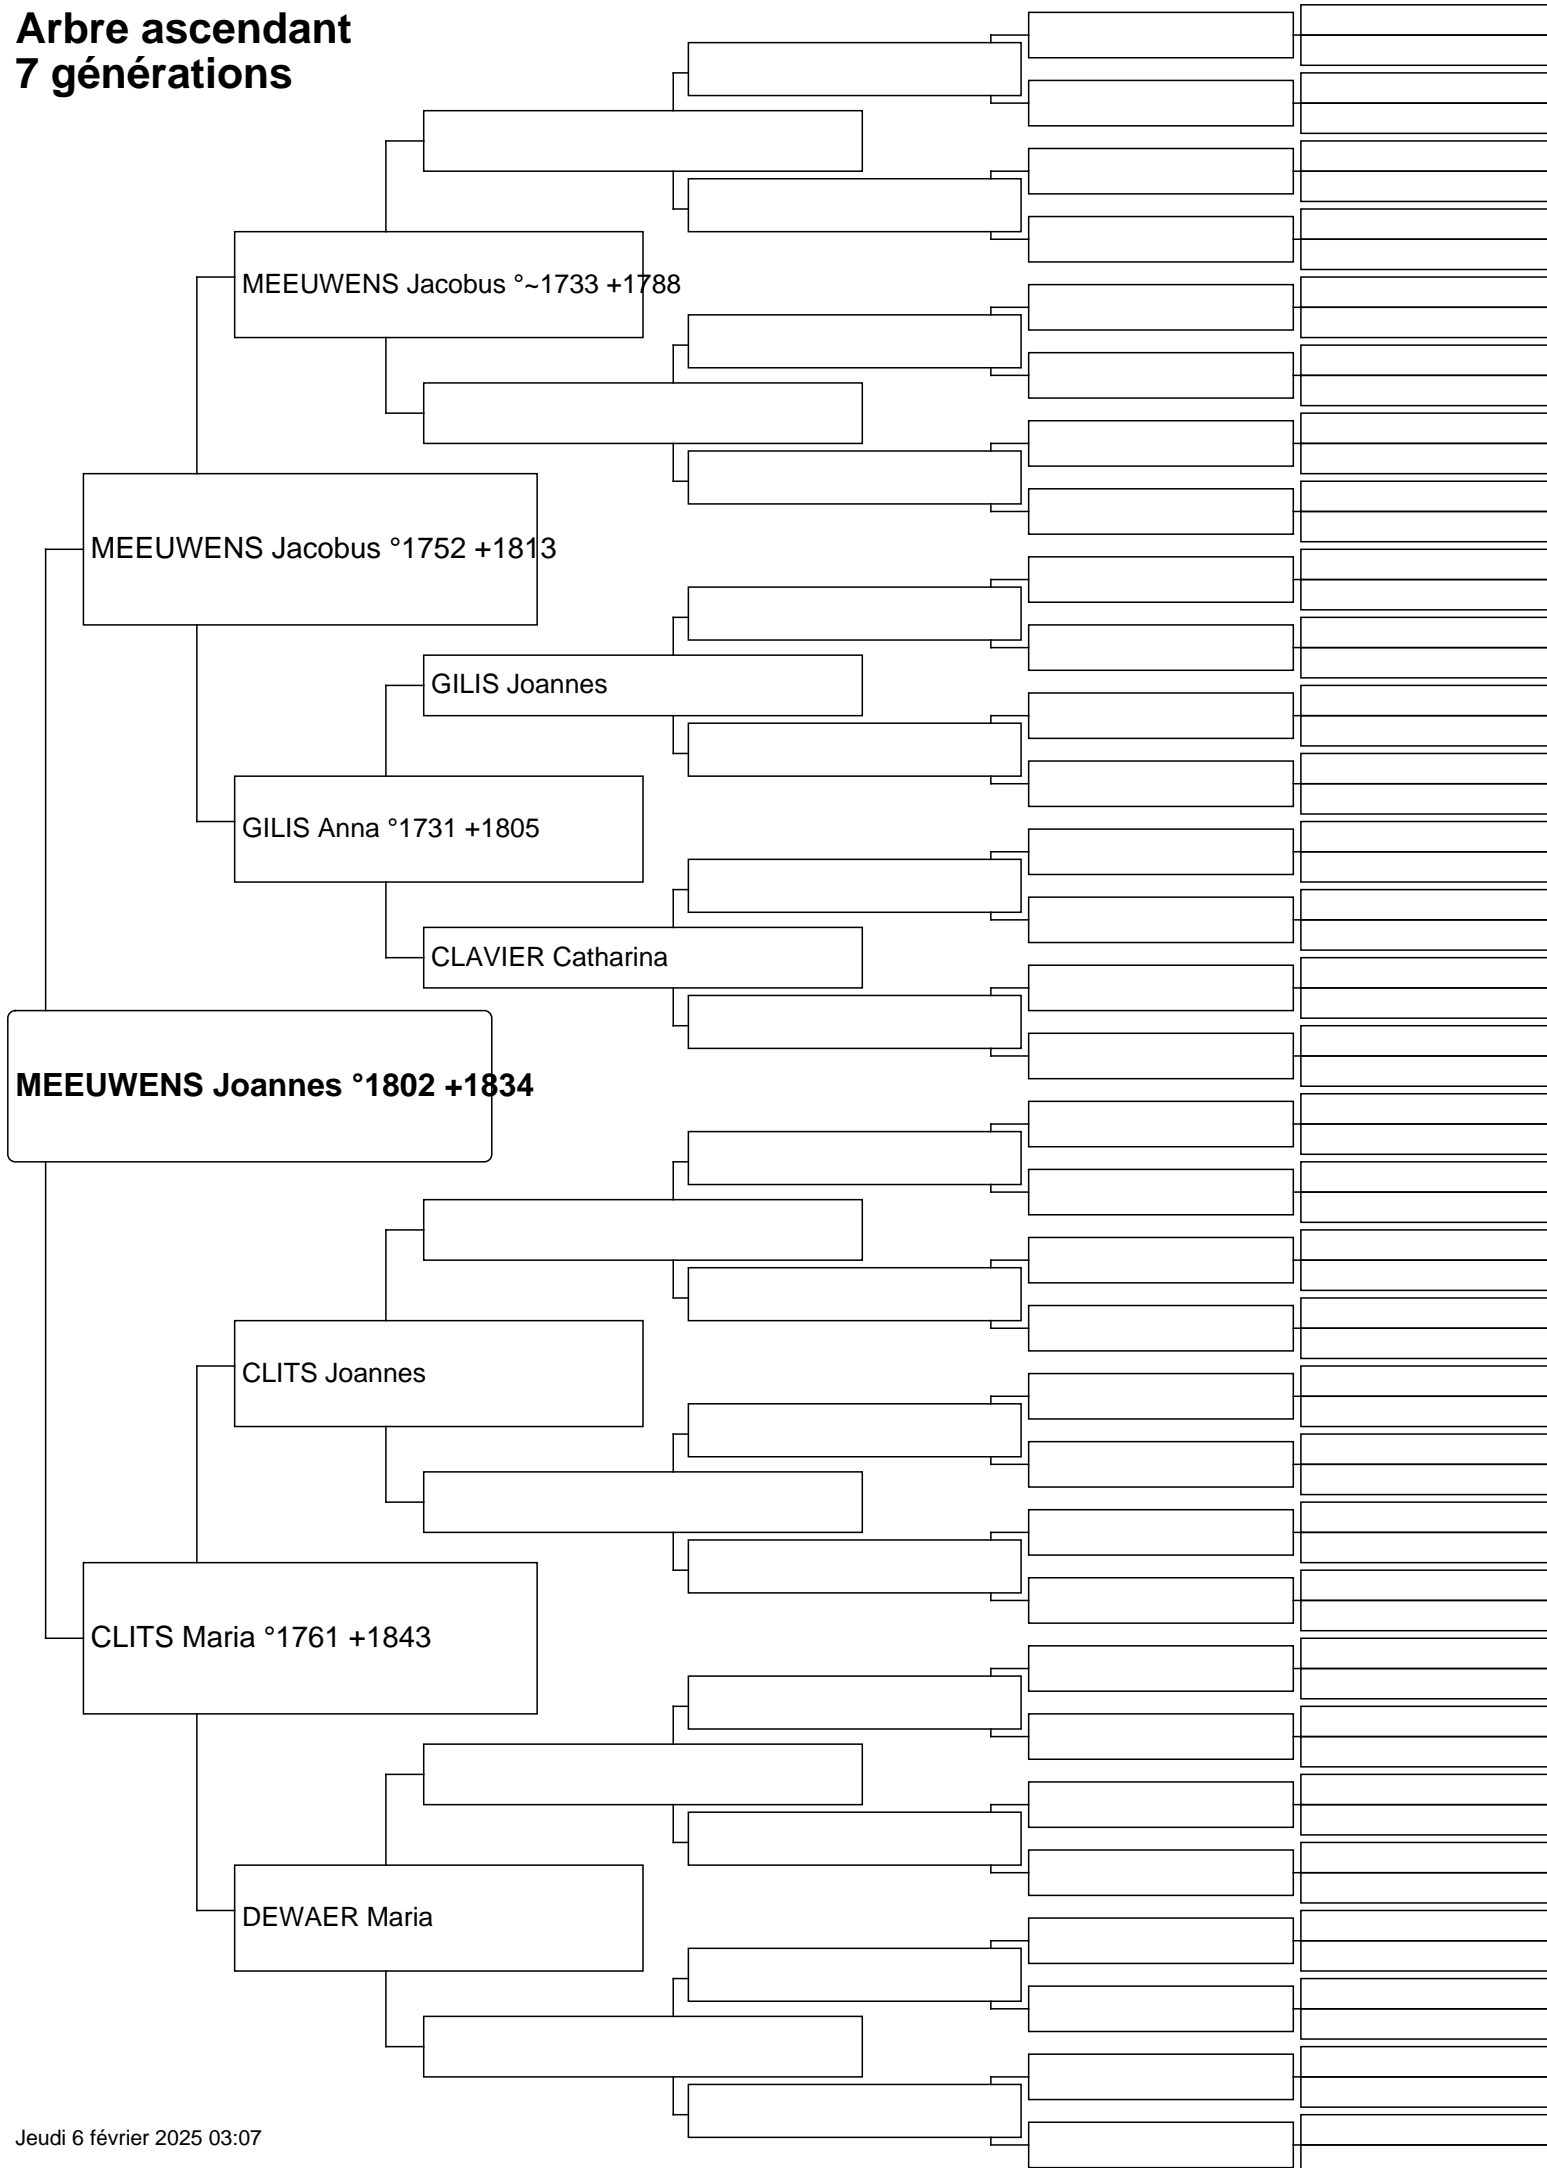 Arbre ascendant
7 générations
MEEUWENS Jacobus °~1733 +1788
MEEUWENS Jacobus °1752 +1813
GILIS Joannes
GILIS Anna °1731 +1805
CLAVIER Catharina
MEEUWENS Joannes °1802 +1834
CLITS Joannes
CLITS Maria °1761 +1843
DEWAER Maria
Jeudi 6 février 2025 03:07